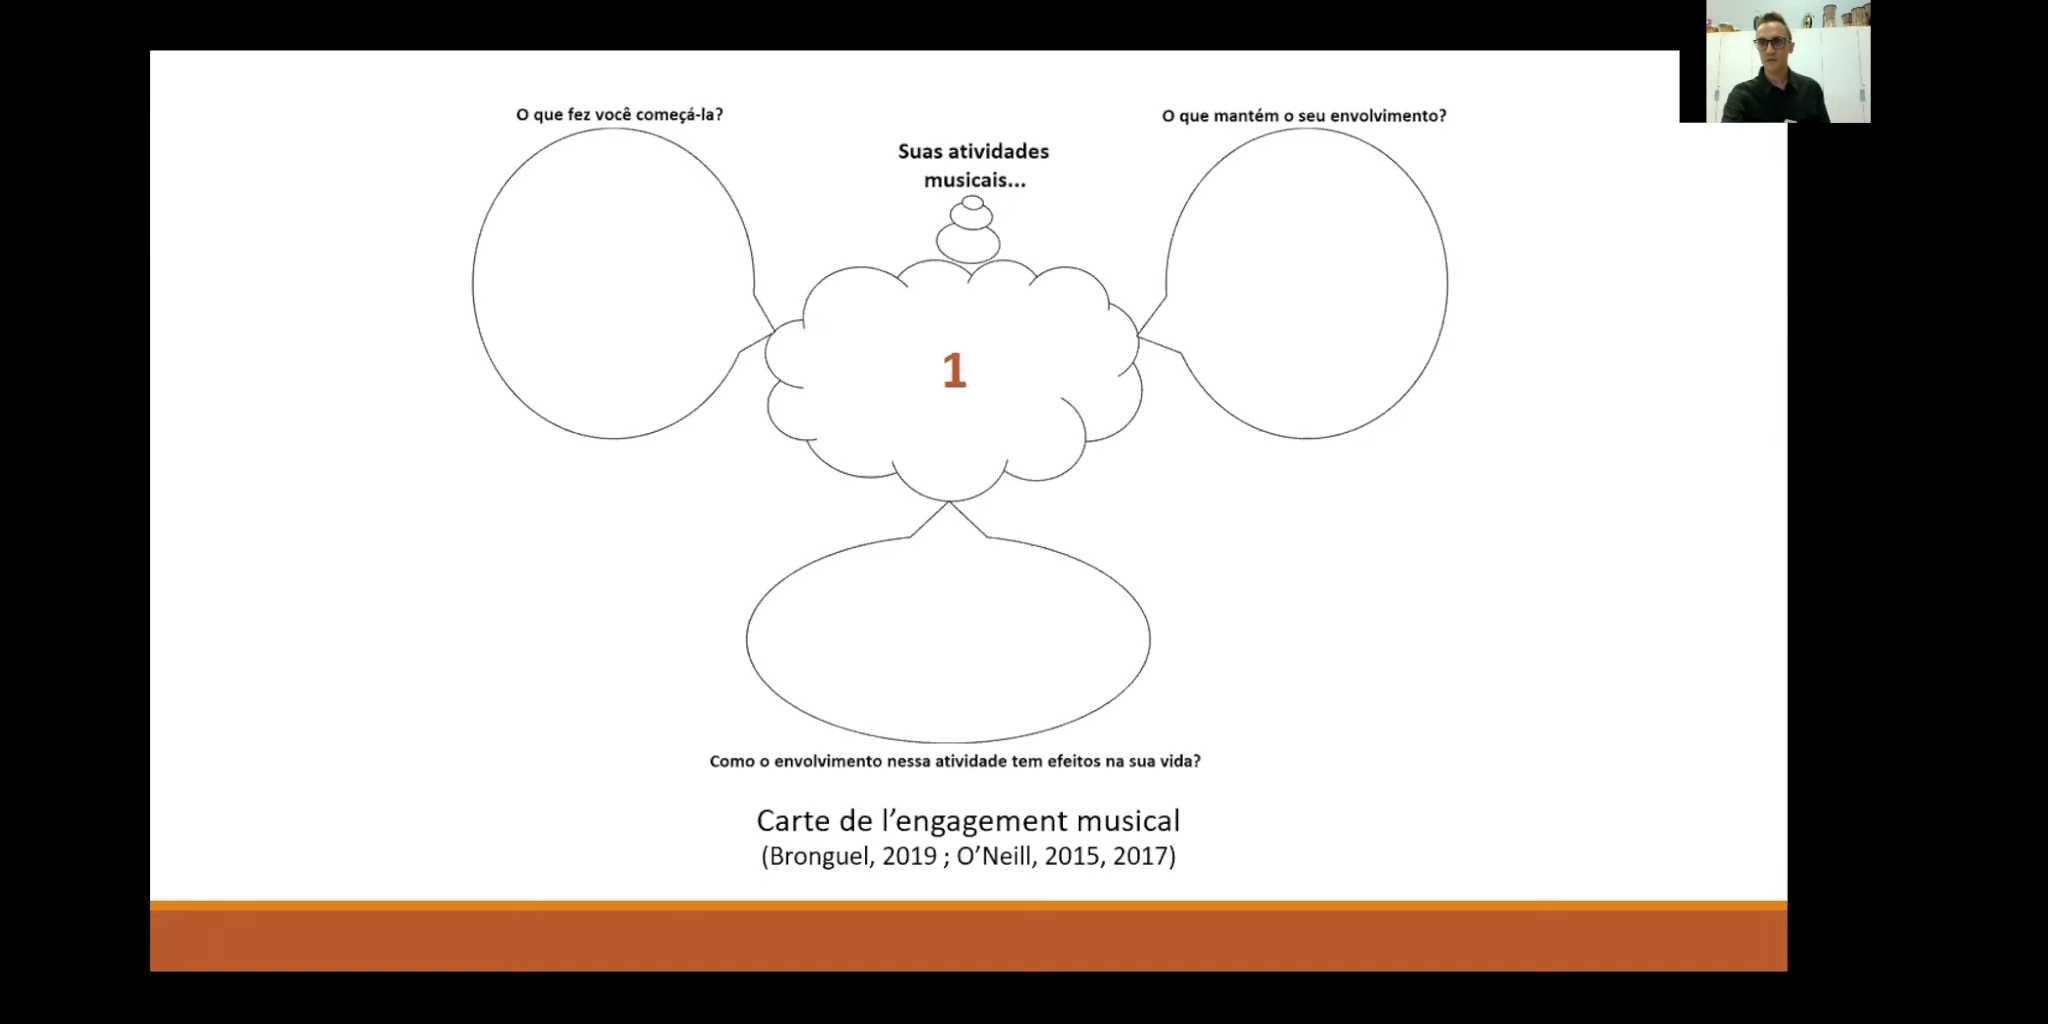 O que fez você começá-la?
O que mantém o seu envolvimento?
Suas atividades
musicais...
1
Como o envolvimento nessa atividade tem efeitos na sua vida?
Carte de l’engagement musical
(Bronguel, 2019 ; O’Neill, 2015, 2017)